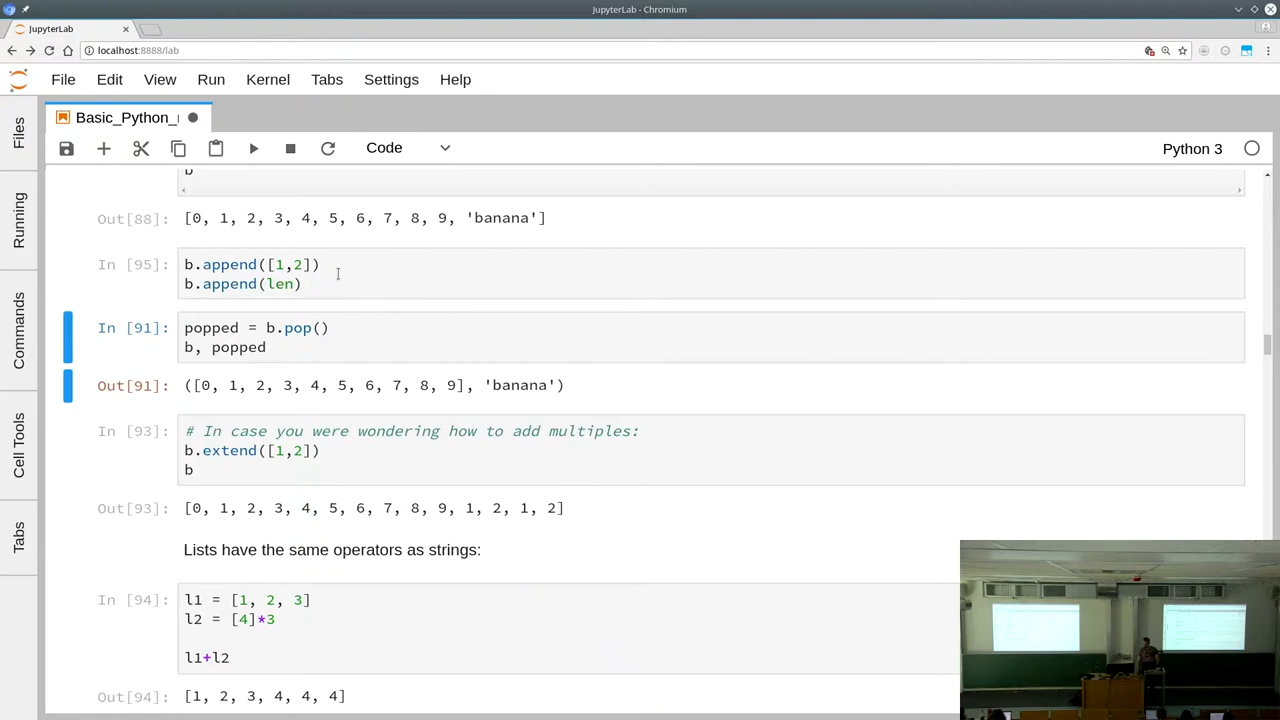 JupyterLab - Chromium
JupyterLab
localhost:8888/lab
File Edit View Run Kernel Tabs Settings Help
Basic_Python_
Code
Python 3
Files
Running
Commands
Cell Tools
Tabs
b
Out[88]: [0, 1, 2, 3, 4, 5, 6, 7, 8, 9, 'banana']
In [95]: b.append([1,2])
b.append(len)
In [91]: popped = b.pop()
b, popped
Out[91]: ([0, 1, 2, 3, 4, 5, 6, 7, 8, 9], 'banana')
In [93]: # In case you were wondering how to add multiples:
b.extend([1,2])
b
Out[93]: [0, 1, 2, 3, 4, 5, 6, 7, 8, 9, 1, 2, 1, 2]
Lists have the same operators as strings:
In [94]: l1 = [1, 2, 3]
l2 = [4]*3
l1+l2
Out[94]: [1, 2, 3, 4, 4, 4]